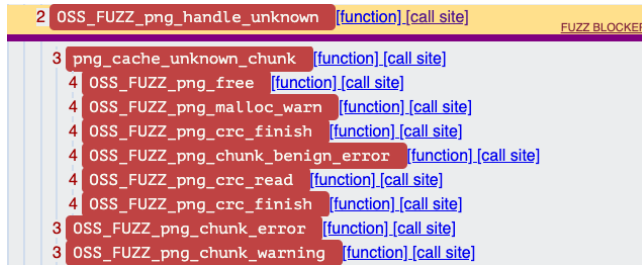 2 OSS_FUZZ_png_handle_unknown [function] [call site] FUZZ BLOCKER
3 png_cache_unknown_chunk [function] [call site]
4 OSS_FUZZ_png_free [function] [call site]
4 OSS_FUZZ_png_malloc_warn [function] [call site]
4 OSS_FUZZ_png_crc_finish [function] [call site]
4 OSS_FUZZ_png_chunk_benign_error [function] [call site]
4 OSS_FUZZ_png_crc_read [function] [call site]
4 OSS_FUZZ_png_crc_finish [function] [call site]
3 OSS_FUZZ_png_chunk_error [function] [call site]
3 OSS_FUZZ_png_chunk_warning [function] [call site]